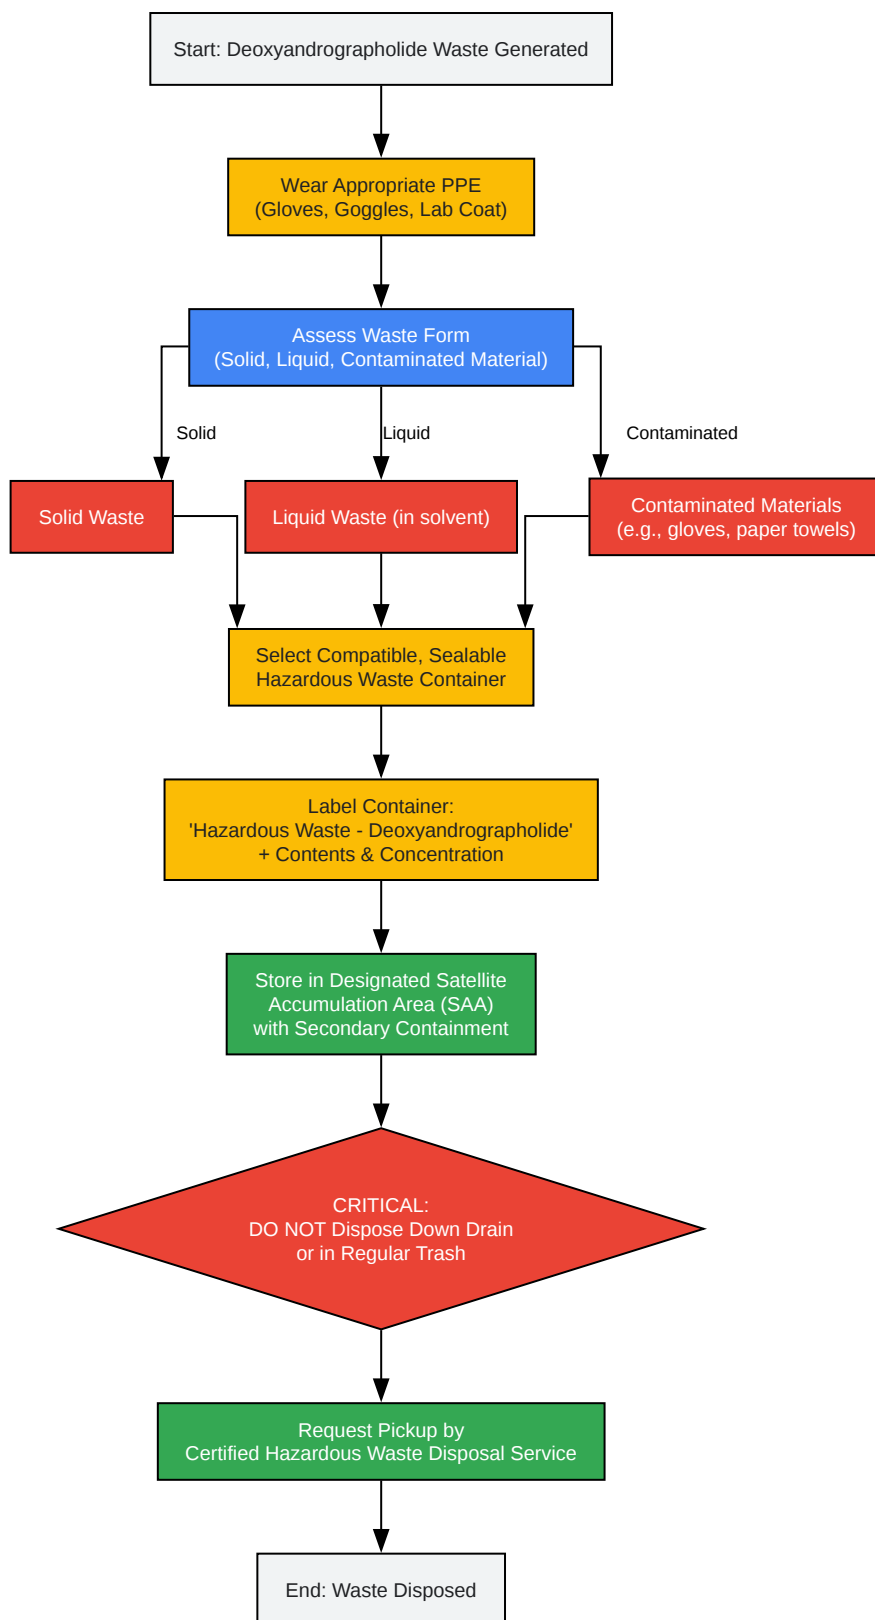 Start: Deoxyandrographolide Waste Generated
Wear Appropriate PPE
(Gloves, Goggles, Lab Coat)
Assess Waste Form
(Solid, Liquid, Contaminated Material)
Solid
Liquid
Contaminated
Solid Waste
Liquid Waste (in solvent)
Contaminated Materials
(e.g., gloves, paper towels)
Select Compatible, Sealable
Hazardous Waste Container
Label Container:
'Hazardous Waste - Deoxyandrographolide'
+ Contents & Concentration
Store in Designated Satellite
Accumulation Area (SAA)
with Secondary Containment
CRITICAL:
DO NOT Dispose Down Drain
or in Regular Trash
Request Pickup by
Certified Hazardous Waste Disposal Service
End: Waste Disposed